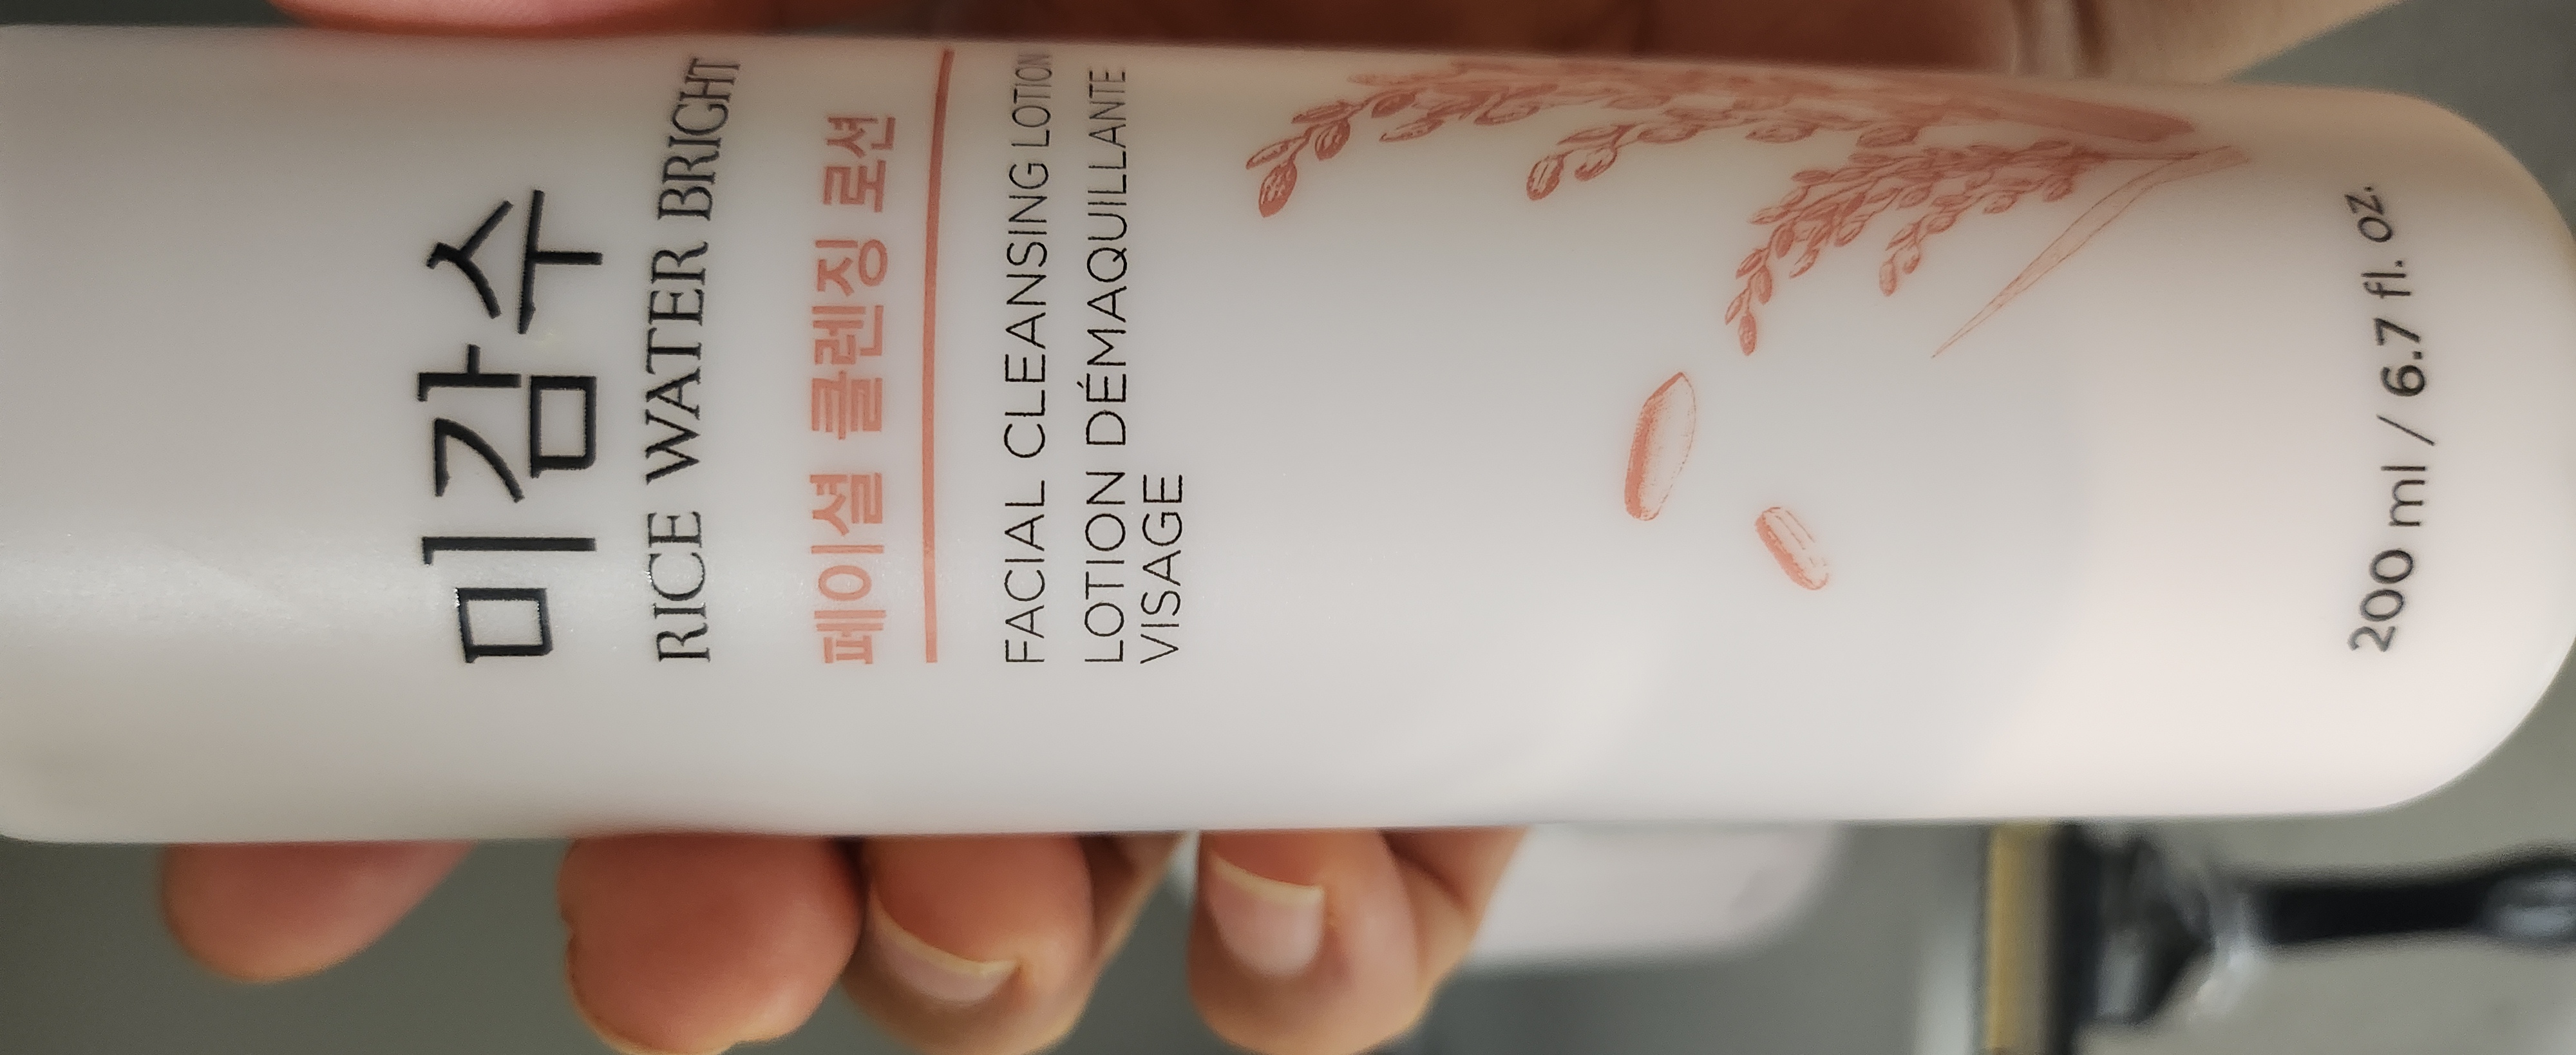 미감수
RICE WATER BRIGHT
페이셜 클렌징 로션
FACIAL CLEANSING LOTION
LOTION DÉMAQUILLANTE
VISAGE
200 ml / 6.7 fl. oz.